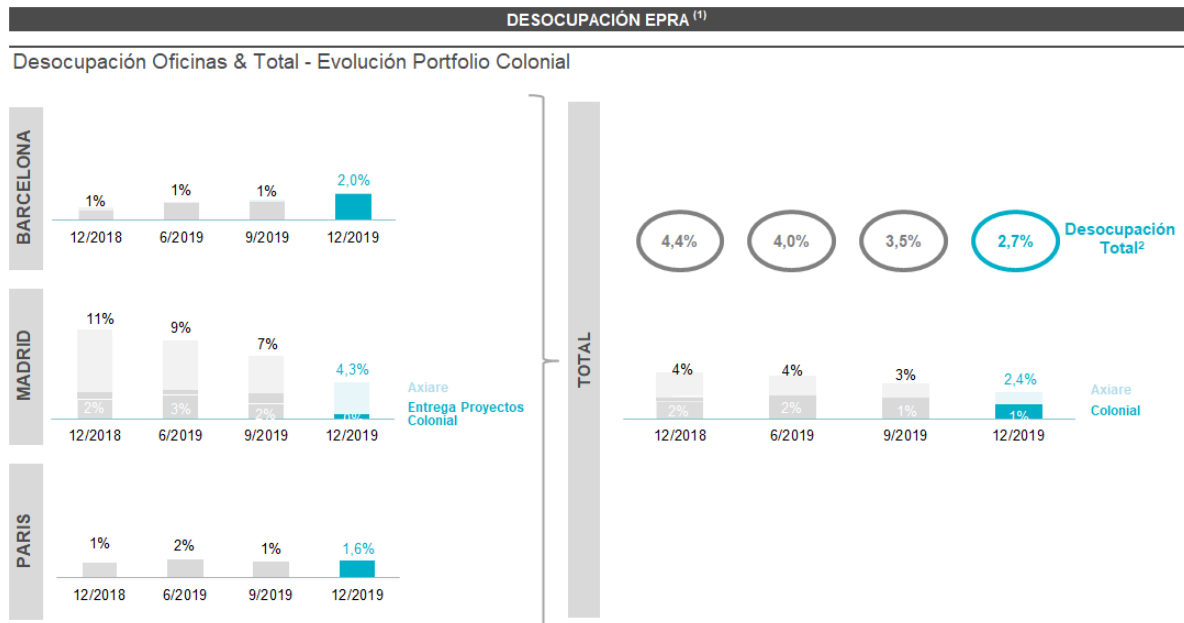 DESOCUPACIÓN EPRA (1)
Desocupación Oficinas & Total - Evolución Portfolio Colonial
BARCELONA
1% 1% 1% 2,0%
12/2018 6/2019 9/2019 12/2019
MADRID
11% 9% 7% 4,3%
2% 3% 2%
12/2018 6/2019 9/2019 12/2019
Axiare
Entrega Proyectos
Colonial
PARIS
1% 2% 1% 1,6%
12/2018 6/2019 9/2019 12/2019
TOTAL
4,4% 4,0% 3,5% 2,7%
Desocupación
Total²
4% 4% 3% 2,4%
2% 2% 1% 1%
12/2018 6/2019 9/2019 12/2019
Axiare
Colonial